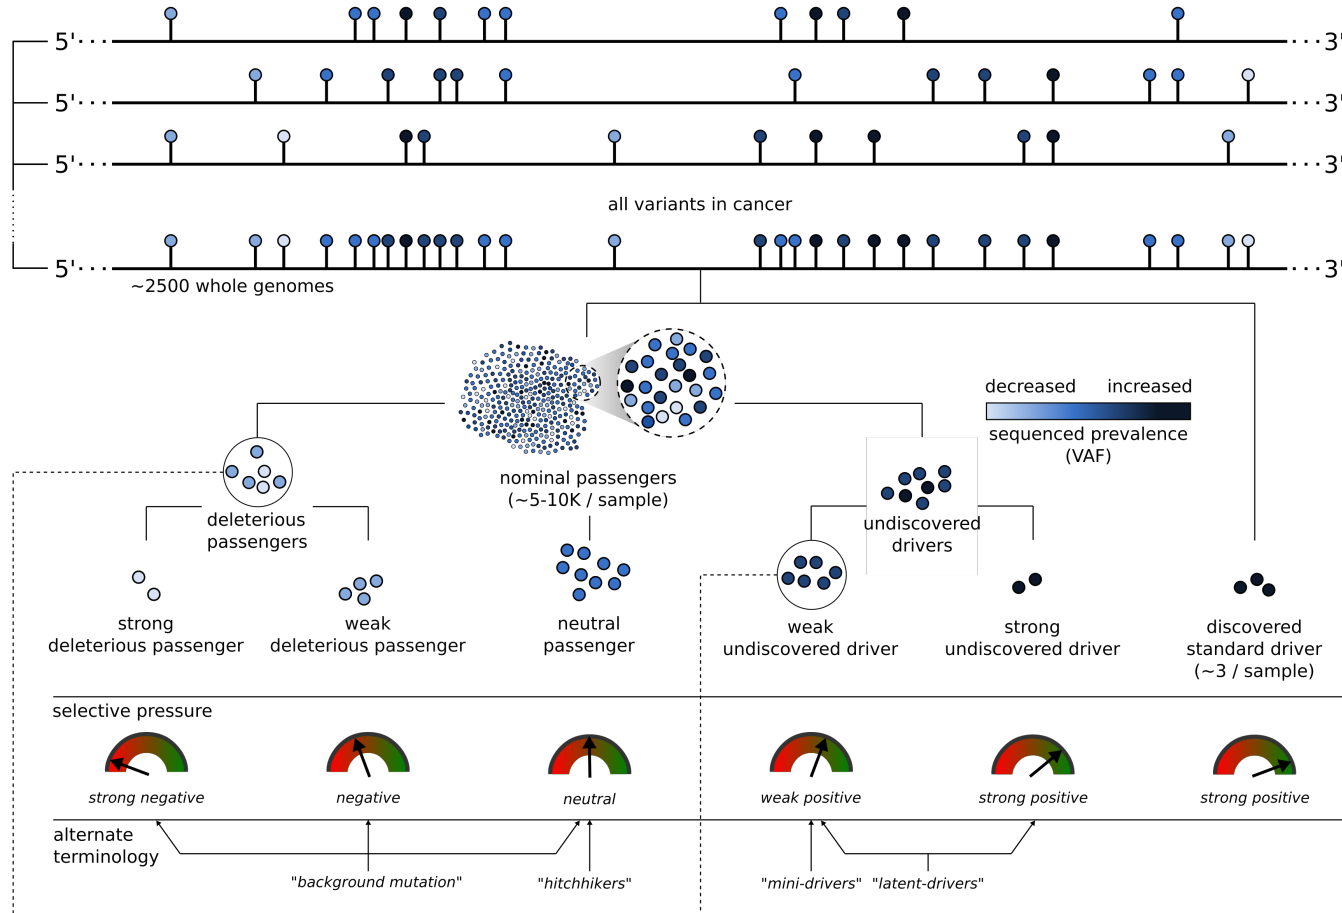 5'··· ···3'
5'··· ···3'
5'··· ···3'
all variants in cancer
5'··· ···3'
~2500 whole genomes
decreased increased
sequenced prevalence
(VAF)
nominal passengers
(~5-10K / sample)
deleterious
passengers
undiscovered
drivers
strong
deleterious passenger
weak
deleterious passenger
neutral
passenger
weak
undiscovered driver
strong
undiscovered driver
discovered
standard driver
(~3 / sample)
selective pressure
strong negative
negative
neutral
weak positive
strong positive
strong positive
alternate
terminology
"background mutation"
"hitchhikers"
"mini-drivers"
"latent-drivers"